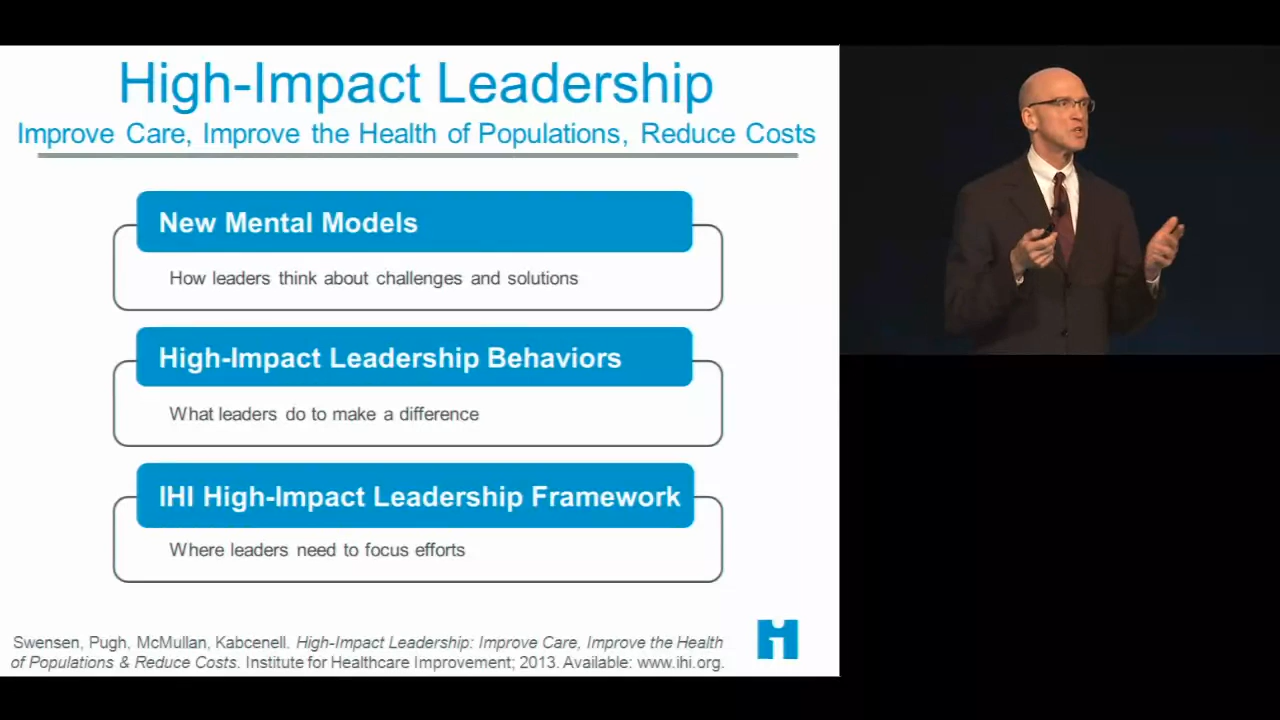 High-Impact Leadership
Improve Care, Improve the Health of Populations, Reduce Costs
New Mental Models
How leaders think about challenges and solutions
High-Impact Leadership Behaviors
What leaders do to make a difference
IHI High-Impact Leadership Framework
Where leaders need to focus efforts
Swensen, Pugh, McMullan, Kabcenell. High-Impact Leadership: Improve Care, Improve the Health
of Populations & Reduce Costs. Institute for Healthcare Improvement; 2013. Available: www.ihi.org.